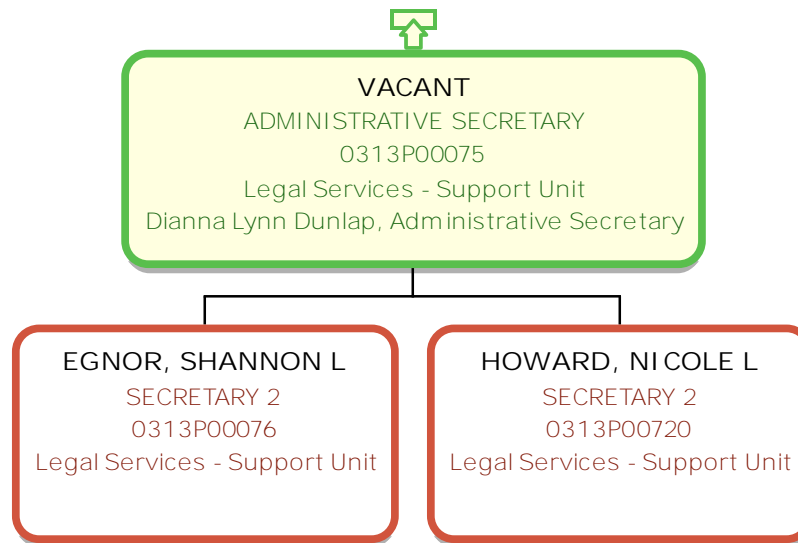 VACANT
ADMINISTRATIVE SECRETARY
0313P00075
Legal Services - Support Unit
Dianna Lynn Dunlap, Administrative Secretary
EGNOR, SHANNON L
SECRETARY 2
0313P00076
Legal Services - Support Unit
HOWARD, NICOLE L
SECRETARY 2
0313P00720
Legal Services - Support Unit